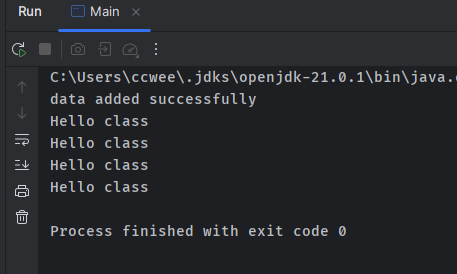 Run Main
C:\Users\ccwee\.jdks\openjdk-21.0.1\bin\java.
data added successfully
Hello class
Hello class
Hello class
Hello class
Process finished with exit code 0